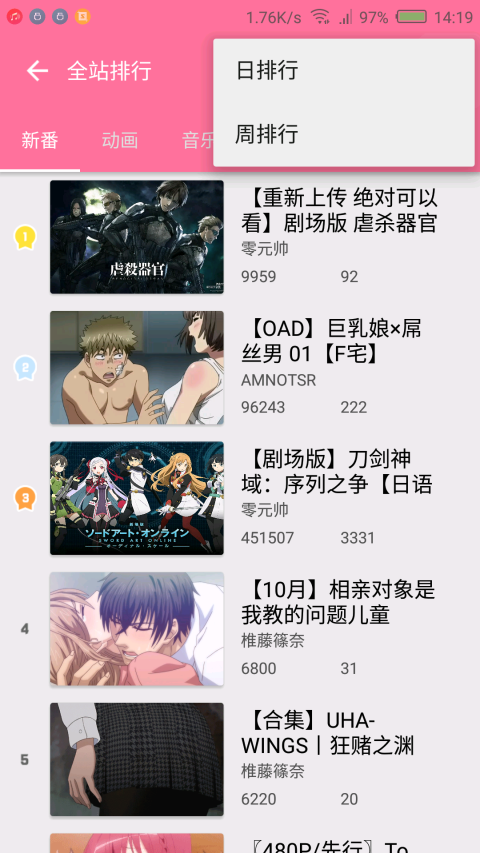 1.76K/s 97% 14:19
全站排行
日排行
周排行
新番 动画 音乐
1
虐殺器官
【重新上传 绝对可以
看】剧场版 虐杀器官
零元帅
9959 92
2
【OAD】巨乳娘×屌
丝男 01【F宅】
AMNOTSR
96243 222
3
劇場版
ソードアート・オンライン
SWORD ART ONLINE
ーオーディナル・スケールー
【剧场版】刀剑神
域：序列之争【日语
零元帅
451507 3331
4
【10月】相亲对象是
我教的问题儿童
椎藤篠奈
6800 31
5
【合集】UHA-
WINGS丨狂赌之渊
椎藤篠奈
6220 20
〖480P/先行〗To